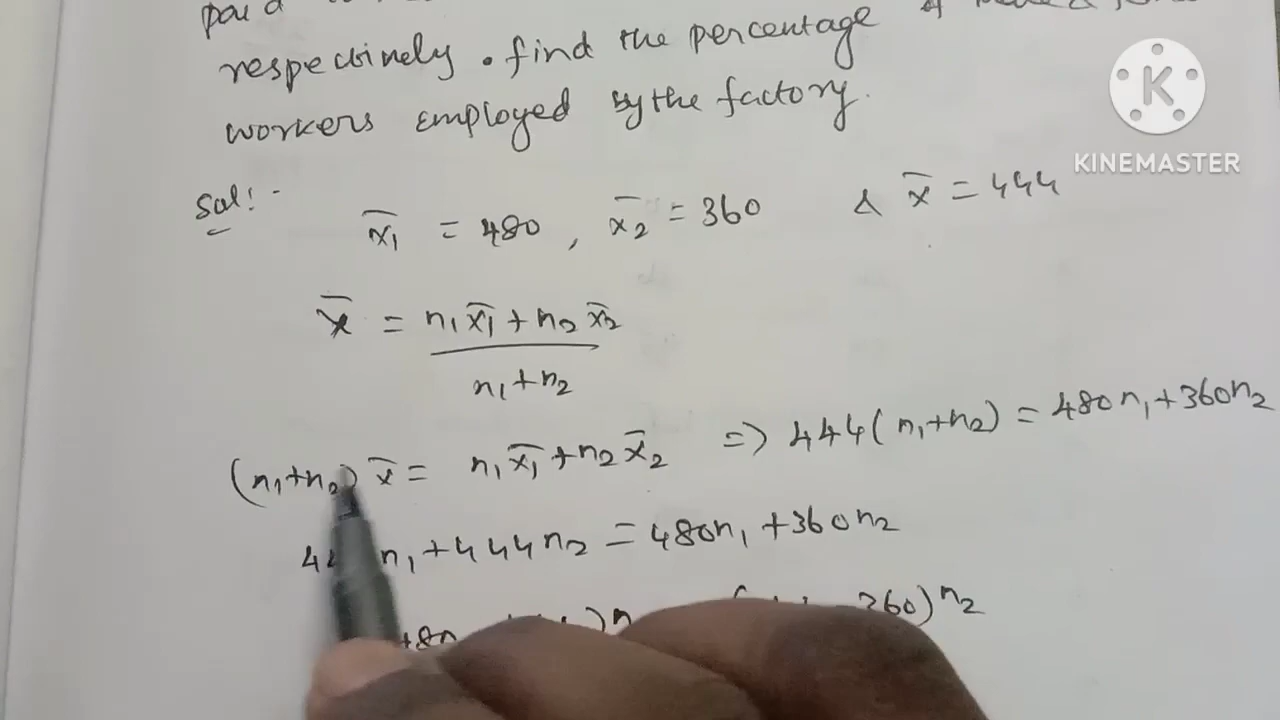 respectively. find the percentage of
workers employed by the factory.
K
KINEMASTER
Sol:-
x̄₁ = 480, x̄₂ = 360 & x̄ = 444
x̄ = n₁x̄₁ + n₂x̄₂
n₁+n₂
(n₁+n₂) x̄ = n₁x̄₁ + n₂x̄₂ => 444(n₁+n₂) = 480n₁+360n₂
n₁+444n₂ = 480n₁ +360n₂
360)n₂